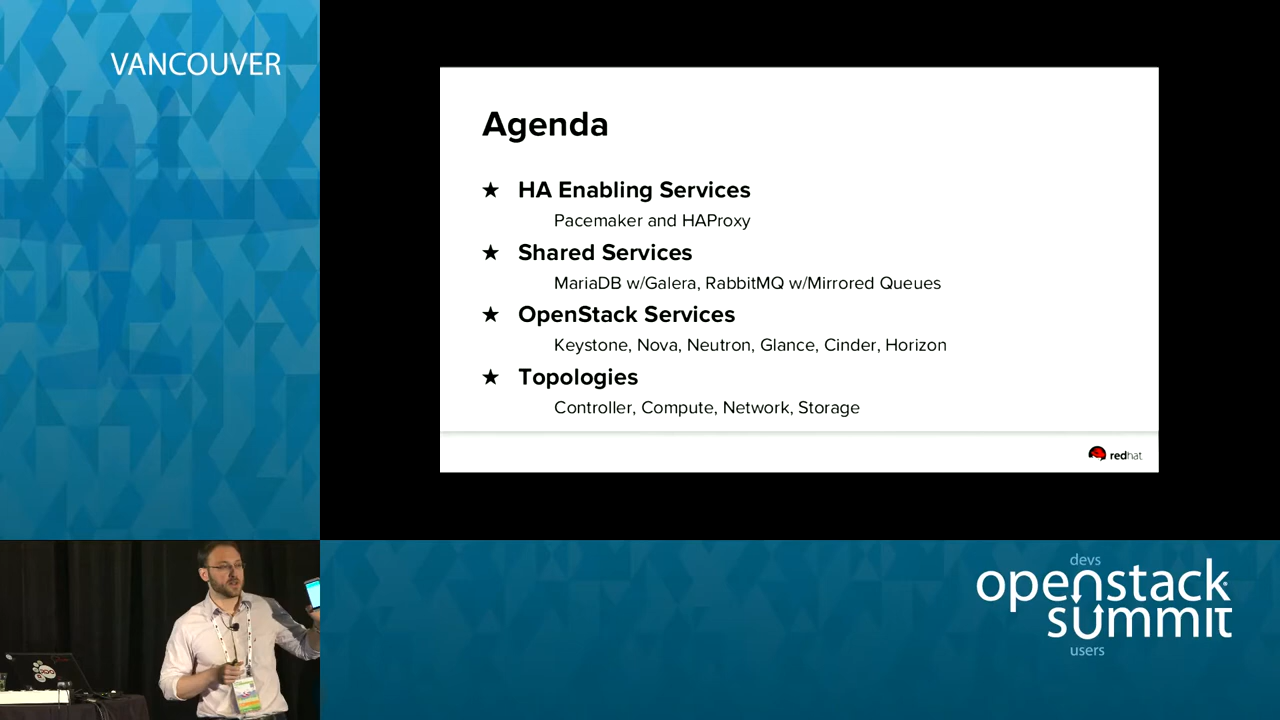 VANCOUVER
Agenda
★ HA Enabling Services
Pacemaker and HAProxy
★ Shared Services
MariaDB w/Galera, RabbitMQ w/Mirrored Queues
★ OpenStack Services
Keystone, Nova, Neutron, Glance, Cinder, Horizon
★ Topologies
Controller, Compute, Network, Storage
redhat
devs
openstack
summit
users